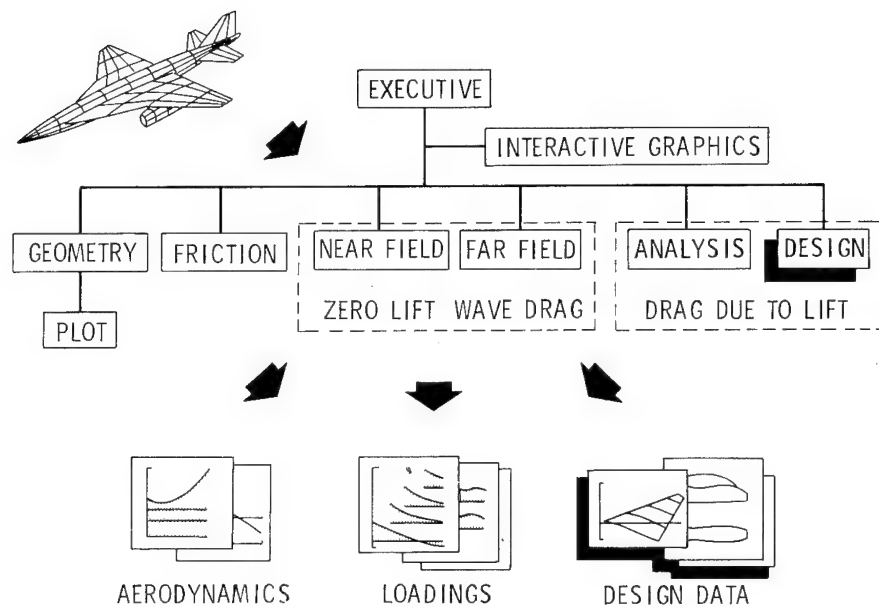 EXECUTIVE
INTERACTIVE GRAPHICS
GEOMETRY
FRICTION
NEAR FIELD
FAR FIELD
ANALYSIS
DESIGN
ZERO LIFT WAVE DRAG
DRAG DUE TO LIFT
PLOT
AERODYNAMICS
LOADINGS
DESIGN DATA